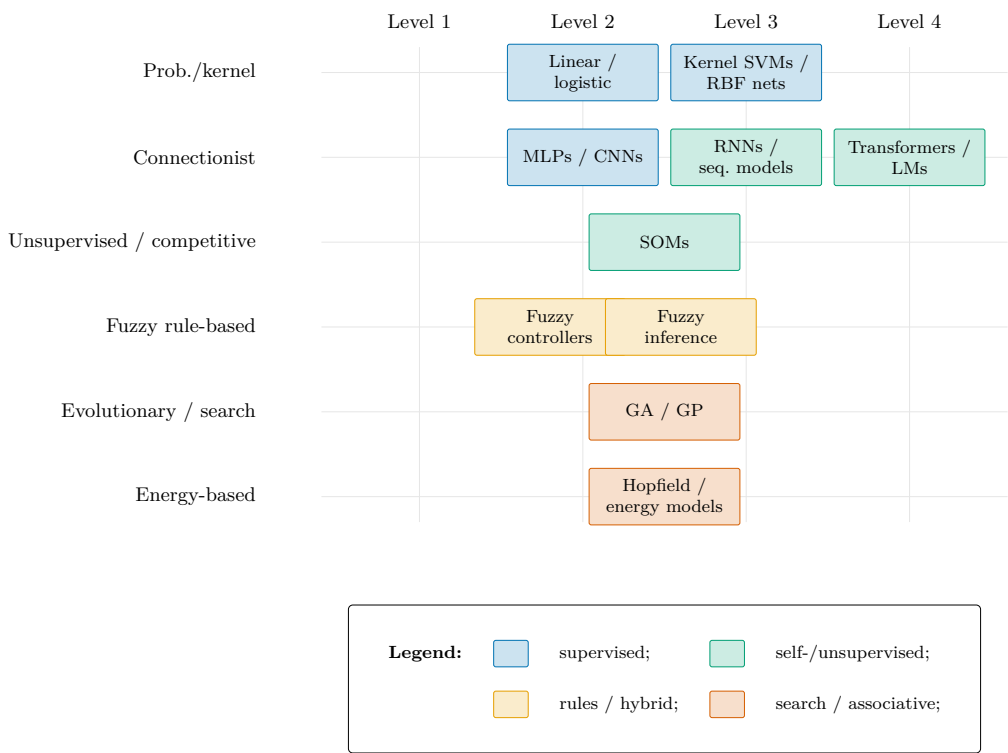 Level 1 Level 2 Level 3 Level 4
Prob./kernel
Linear /
logistic
Kernel SVMs /
RBF nets
Connectionist
MLPs / CNNs
RNNs /
seq. models
Transformers /
LMs
Unsupervised / competitive
SOMs
Fuzzy rule-based
Fuzzy
controllers
Fuzzy
inference
Evolutionary / search
GA / GP
Energy-based
Hopfield /
energy models
Legend: supervised; self-/unsupervised;
rules / hybrid; search / associative;